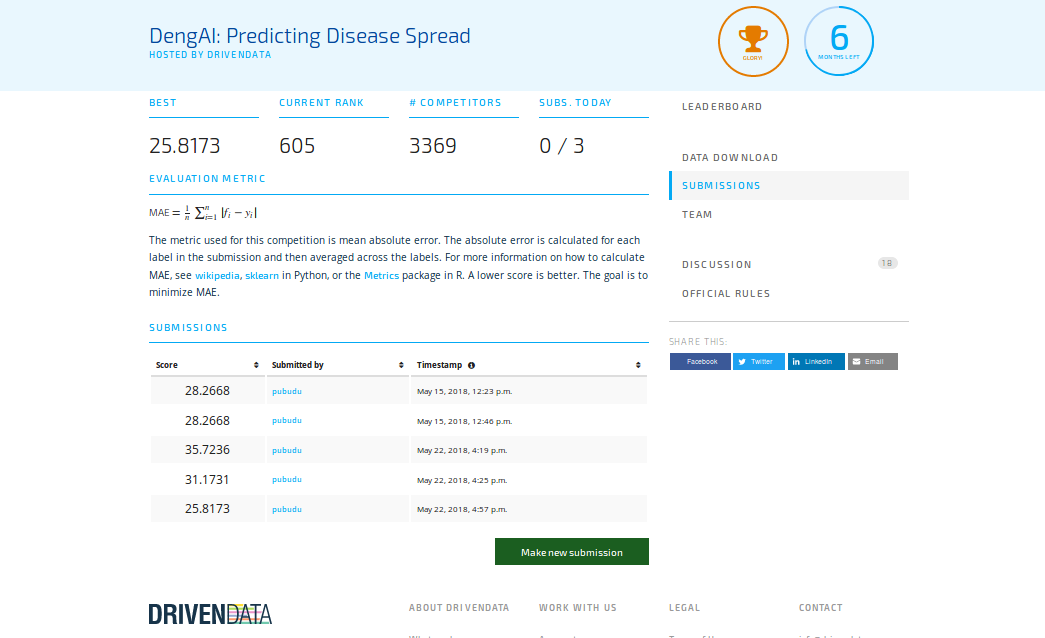 DengAI: Predicting Disease Spread
HOSTED BY DRIVENDATA
GLORY!
6
MONTHS LEFT
BEST
CURRENT RANK
# COMPETITORS
SUBS. TODAY
25.8173
605
3369
0 / 3
EVALUATION METRIC
MAE = 1/n ∑ⁿᵢ₌₁ |fᵢ − yᵢ|
The metric used for this competition is mean absolute error. The absolute error is calculated for each
label in the submission and then averaged across the labels. For more information on how to calculate
MAE, see wikipedia, sklearn in Python, or the Metrics package in R. A lower score is better. The goal is to
minimize MAE.
SUBMISSIONS
Score Submitted by Timestamp
28.2668 pubudu May 15, 2018, 12:23 p.m.
28.2668 pubudu May 15, 2018, 12:46 p.m.
35.7236 pubudu May 22, 2018, 4:19 p.m.
31.1731 pubudu May 22, 2018, 4:25 p.m.
25.8173 pubudu May 22, 2018, 4:57 p.m.
Make new submission
LEADERBOARD
DATA DOWNLOAD
SUBMISSIONS
TEAM
DISCUSSION 18
OFFICIAL RULES
SHARE THIS:
Facebook
Twitter
LinkedIn
Email
DRIVENDATA
ABOUT DRIVENDATA
WORK WITH US
LEGAL
CONTACT